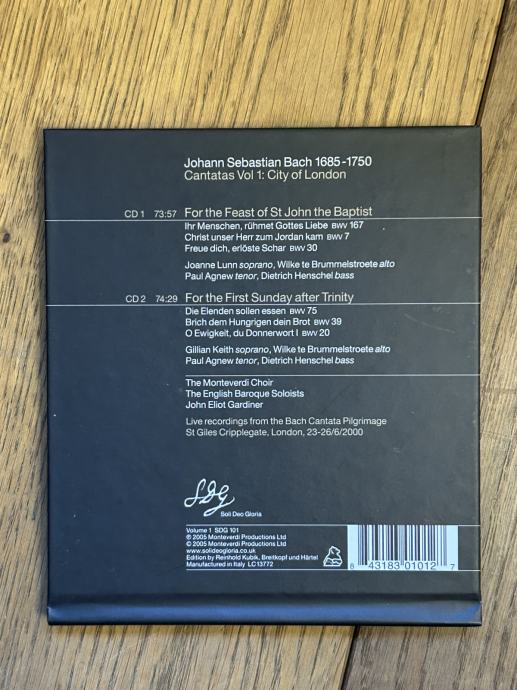 Johann Sebastian Bach 1685-1750
Cantatas Vol 1: City of London
CD 1 73:57 For the Feast of St John the Baptist
Ihr Menschen, rühmet Gottes Liebe BWV 167
Christ unser Herr zum Jordan kam BWV 7
Freue dich, erlöste Schar BWV 30
Joanne Lunn soprano, Wilke te Brummelstroete alto
Paul Agnew tenor, Dietrich Henschel bass
CD 2 74:29 For the First Sunday after Trinity
Die Elenden sollen essen BWV 75
Brich dem Hungrigen dein Brot BWV 39
O Ewigkeit, du Donnerwort I BWV 20
Gillian Keith soprano, Wilke te Brummelstroete alto
Paul Agnew tenor, Dietrich Henschel bass
The Monteverdi Choir
The English Baroque Soloists
John Eliot Gardiner
Live recordings from the Bach Cantata Pilgrimage
St Giles Cripplegate, London, 23-26/6/2000
SDG
Soli Deo Gloria
Volume 1 SDG 101
℗ 2005 Monteverdi Productions Ltd
© 2005 Monteverdi Productions Ltd
www.solideogloria.co.uk
Edition by Reinhold Kubik, Breitkopf und Härtel
Manufactured in Italy LC13772
8 43183 01012 7